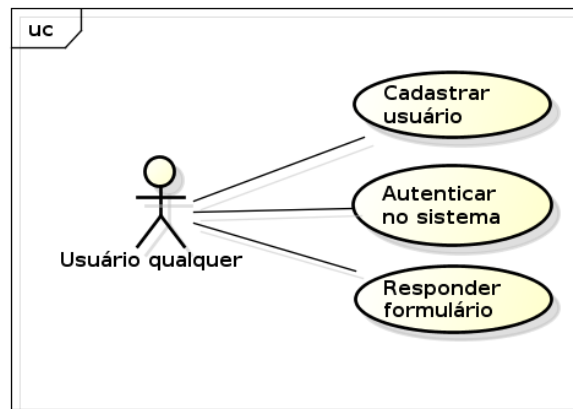 uc
Cadastrar
usuário
Autenticar
no sistema
Usuário qualquer
Responder
formulário